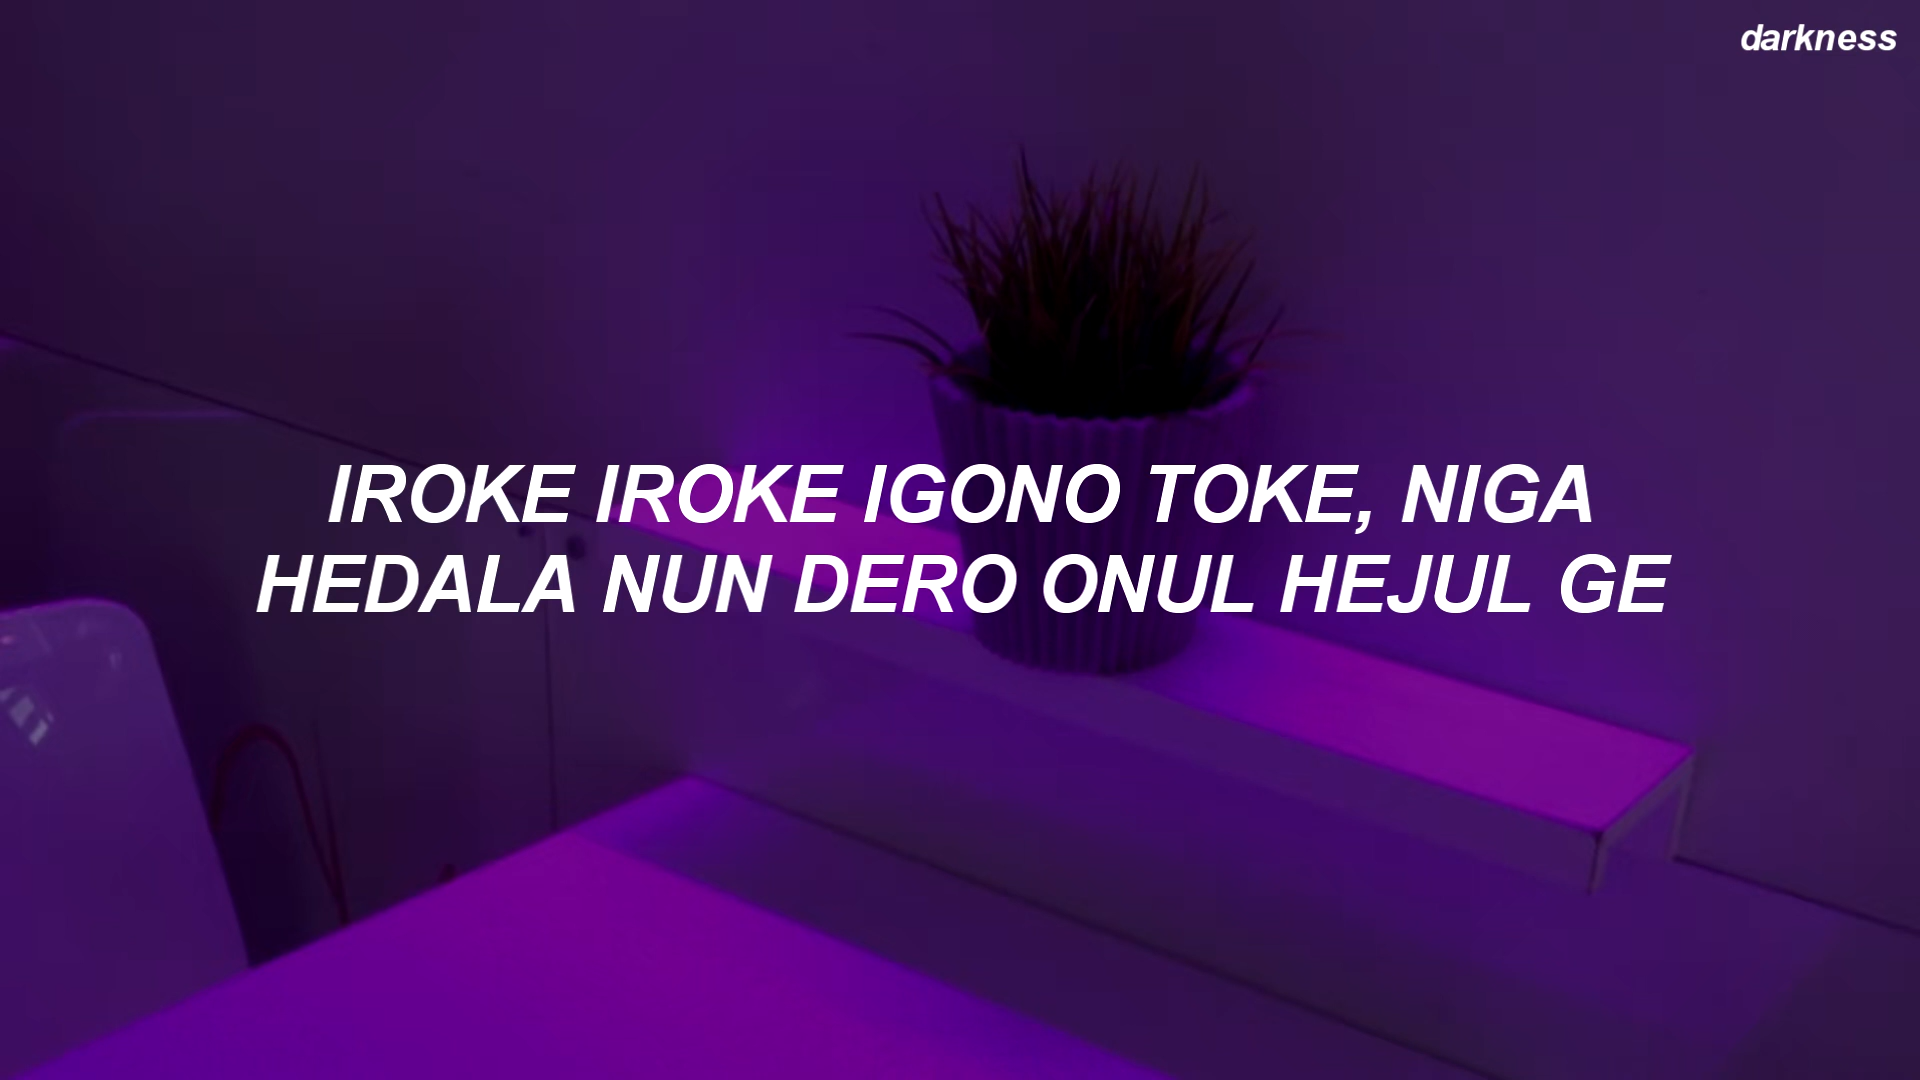 darkness
IROKE IROKE IGONO TOKE, NIGA
HEDALA NUN DERO ONUL HEJUL GE